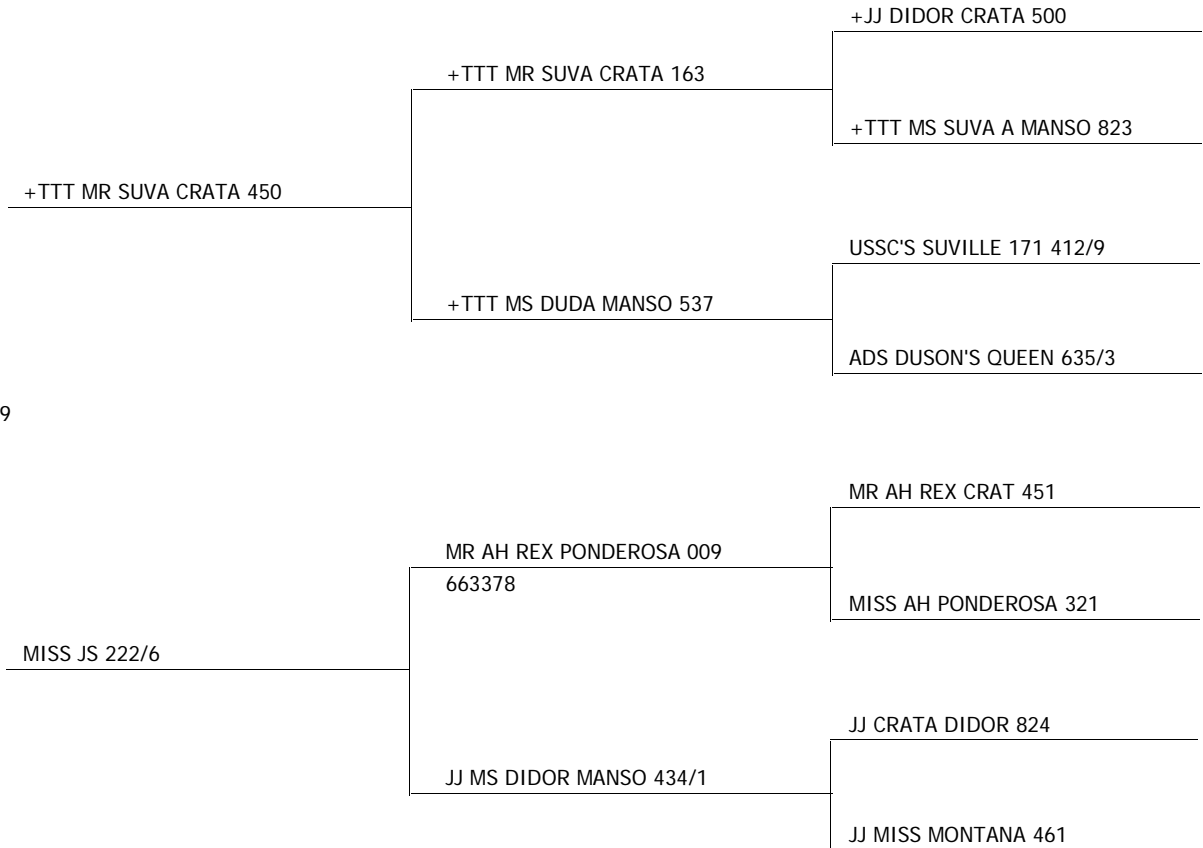 +JJ DIDOR CRATA 500
+TTT MR SUVA CRATA 163
+TTT MS SUVA A MANSO 823
+TTT MR SUVA CRATA 450
USSC'S SUVILLE 171 412/9
+TTT MS DUDA MANSO 537
ADS DUSON'S QUEEN 635/3
9
MR AH REX CRAT 451
MR AH REX PONDEROSA 009
663378
MISS AH PONDEROSA 321
MISS JS 222/6
JJ CRATA DIDOR 824
JJ MS DIDOR MANSO 434/1
JJ MISS MONTANA 461